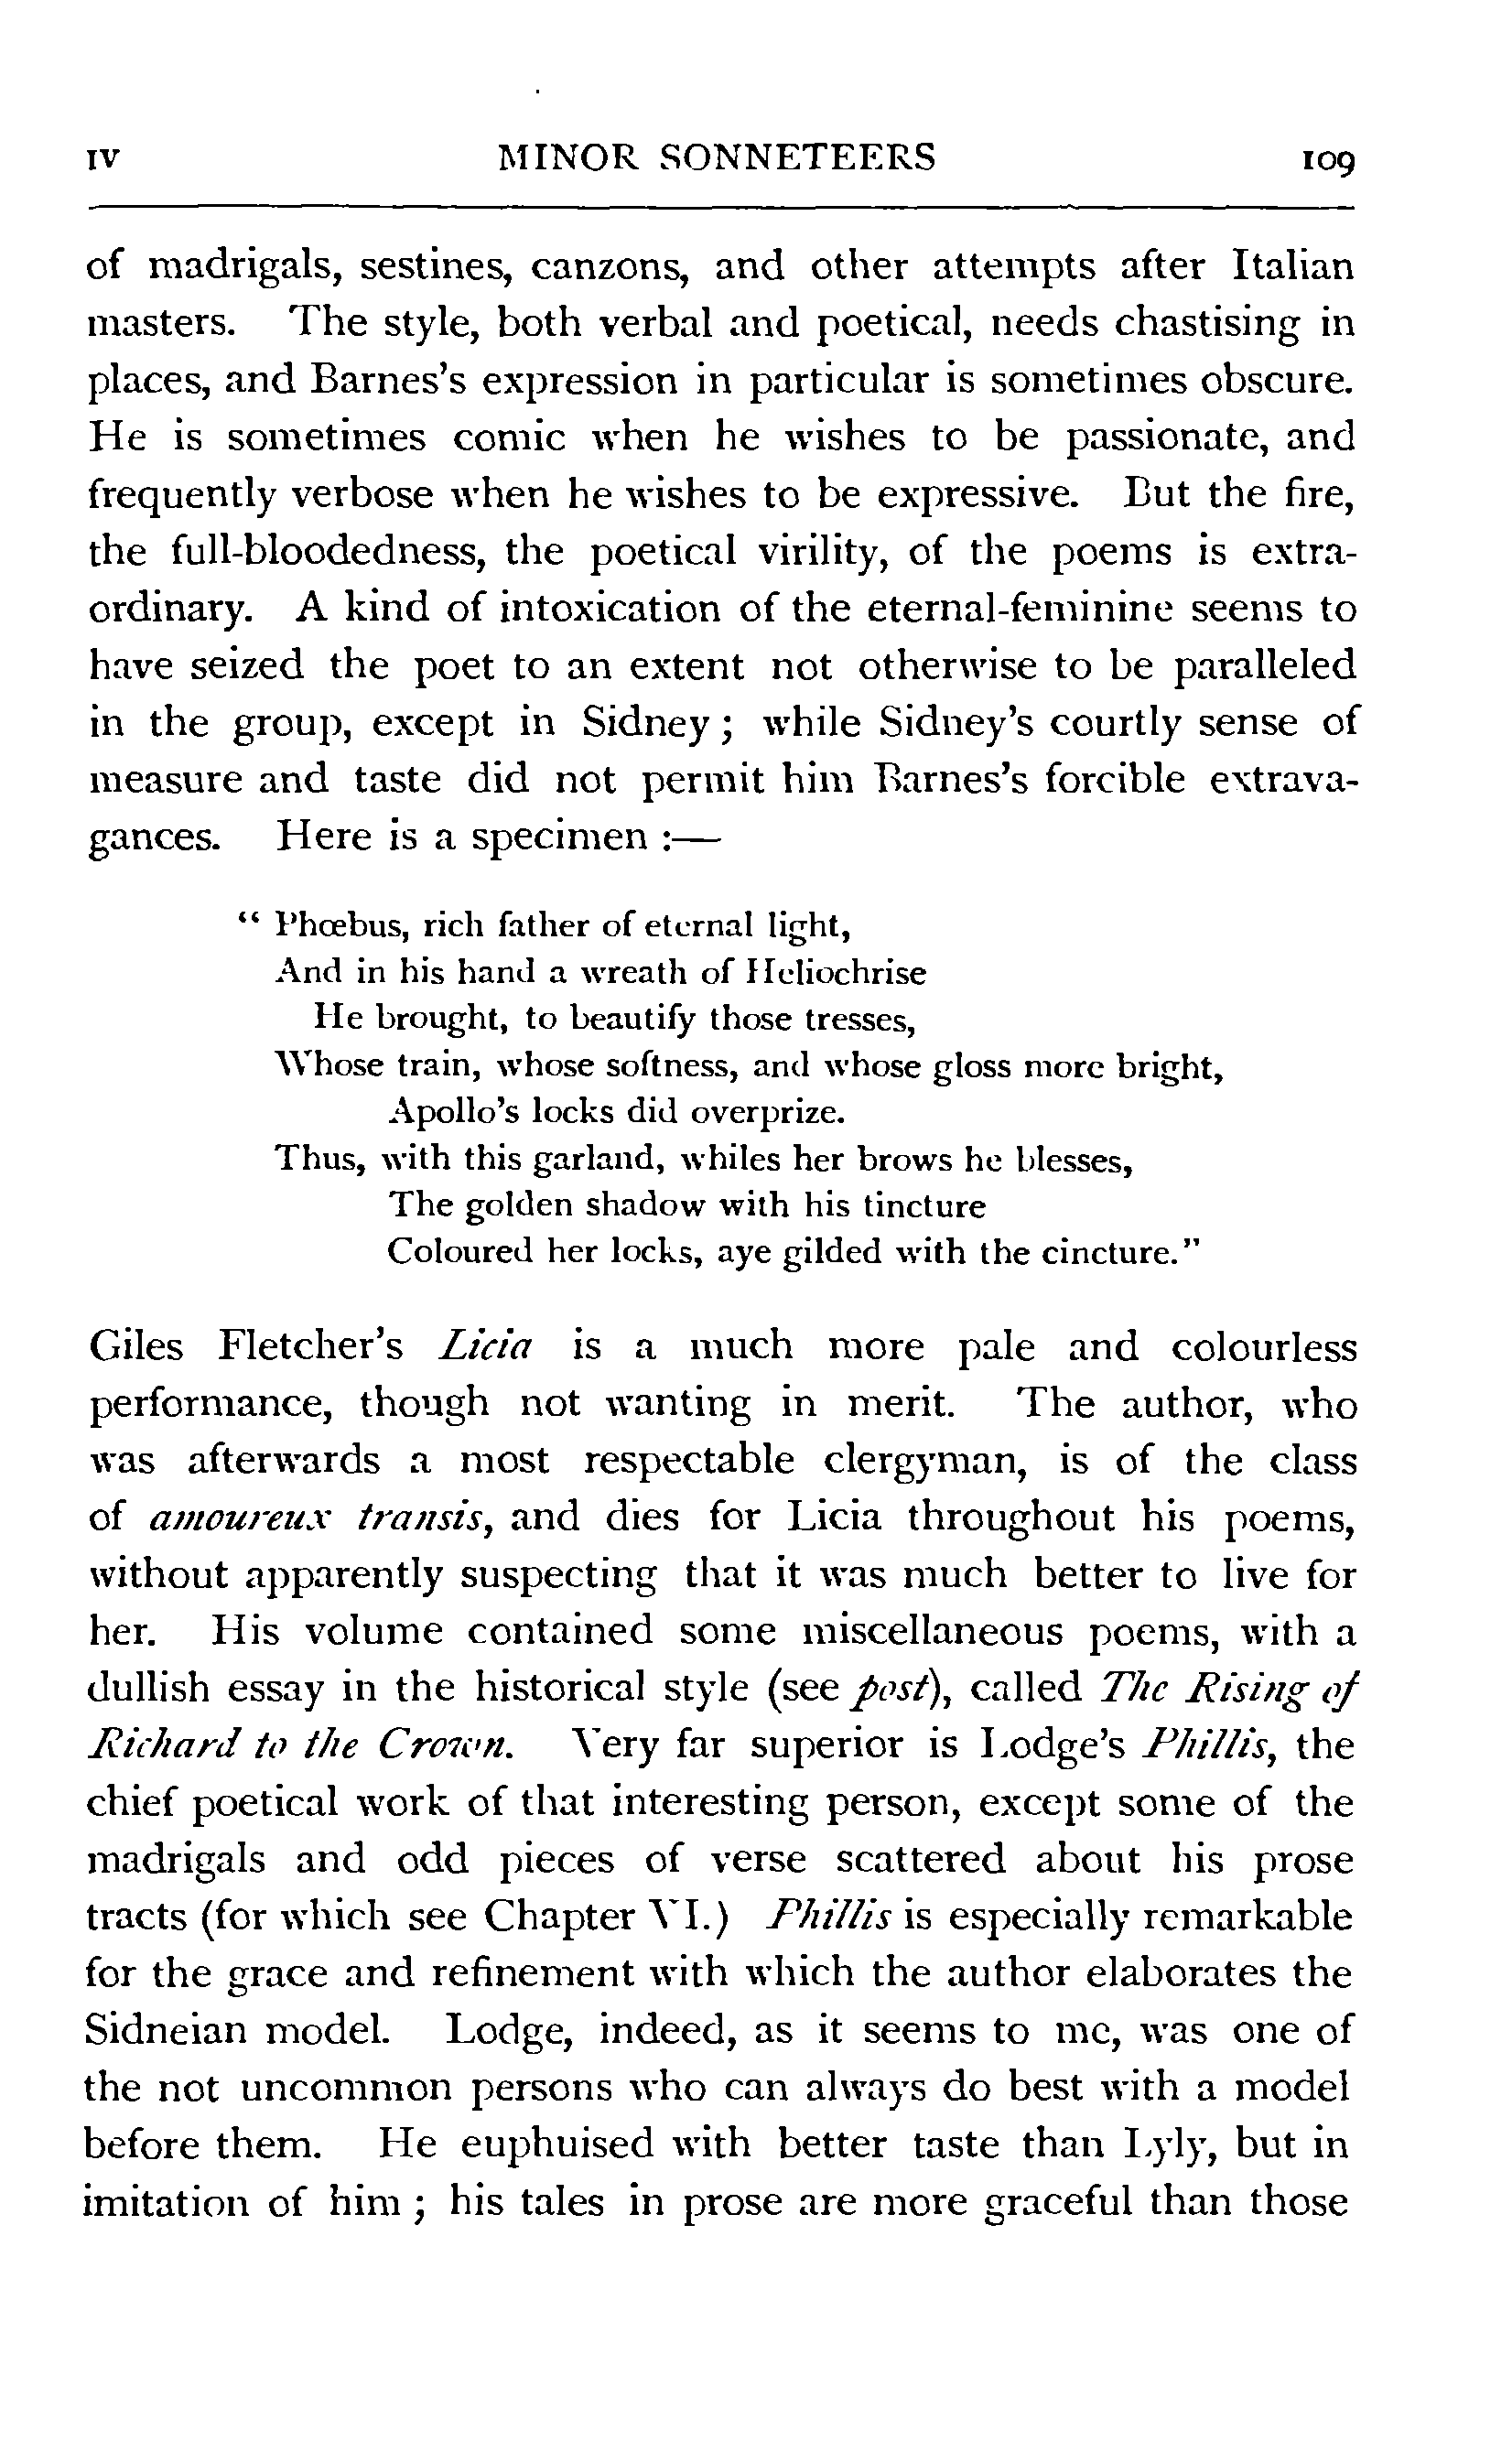 IV MINOR SONNETEERS 109
of madrigals, sestines, canzons, and other attempts after Italian
masters. The style, both verbal and poetical, needs chastising in
places, and Barnes's expression in particular is sometimes obscure.
He is sometimes comic when he wishes to be passionate, and
frequently verbose when he wishes to be expressive. But the fire,
the full-bloodedness, the poetical virility, of the poems is extra-
ordinary. A kind of intoxication of the eternal-feminine seems to
have seized the poet to an extent not otherwise to be paralleled
in the group, except in Sidney ; while Sidney's courtly sense of
measure and taste did not permit him Barnes's forcible extrava-
gances. Here is a specimen :—
“ Phœbus, rich father of eternal light,
And in his hand a wreath of Heliochrise
He brought, to beautify those tresses,
Whose train, whose softness, and whose gloss more bright,
Apollo's locks did overprize.
Thus, with this garland, whiles her brows he blesses,
The golden shadow with his tincture
Coloured her locks, aye gilded with the cincture.”
Giles Fletcher's Licia is a much more pale and colourless
performance, though not wanting in merit. The author, who
was afterwards a most respectable clergyman, is of the class
of amoureux transis, and dies for Licia throughout his poems,
without apparently suspecting that it was much better to live for
her. His volume contained some miscellaneous poems, with a
dullish essay in the historical style (see post), called The Rising of
Richard to the Crown. Very far superior is Lodge's Phillis, the
chief poetical work of that interesting person, except some of the
madrigals and odd pieces of verse scattered about his prose
tracts (for which see Chapter VI.) Phillis is especially remarkable
for the grace and refinement with which the author elaborates the
Sidneian model. Lodge, indeed, as it seems to me, was one of
the not uncommon persons who can always do best with a model
before them. He euphuised with better taste than Lyly, but in
imitation of him ; his tales in prose are more graceful than those